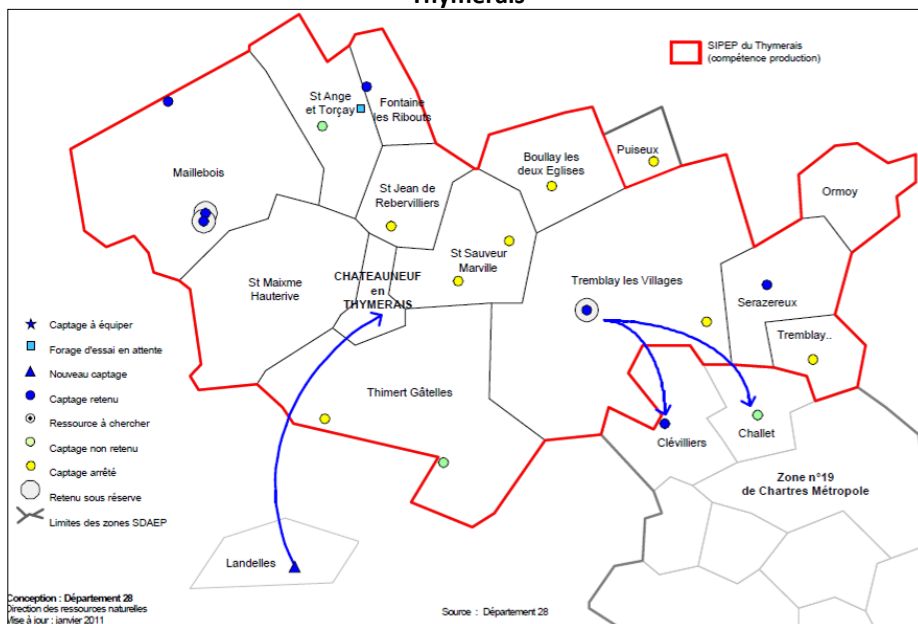 Thymerais
SIPEP du Thymerais
(compétence production)
St Ange
et Torçay
Fontaine
les Ribouts
Maillebois
Boullay les
deux Eglises
Puiseux
Ormoy
St Jean de
Rebervilliers
St Sauveur
Marville
St Maixme
Hauterive
CHATEAUNEUF
en
THYMERAIS
Tremblay les Villages
Serazereux
Tremblay..
Thimert Gâtelles
Clévilliers
Challet
Zone n°19
de Chartres Métropole
Landelles
Captage à équiper
Forage d'essai en attente
Nouveau captage
Captage retenu
Ressource à chercher
Captage non retenu
Captage arrêté
Retenu sous réserve
Limites des zones SDAEP
Conception : Département 28
Direction des ressources naturelles
Mise à jour : janvier 2011
Source : Département 28